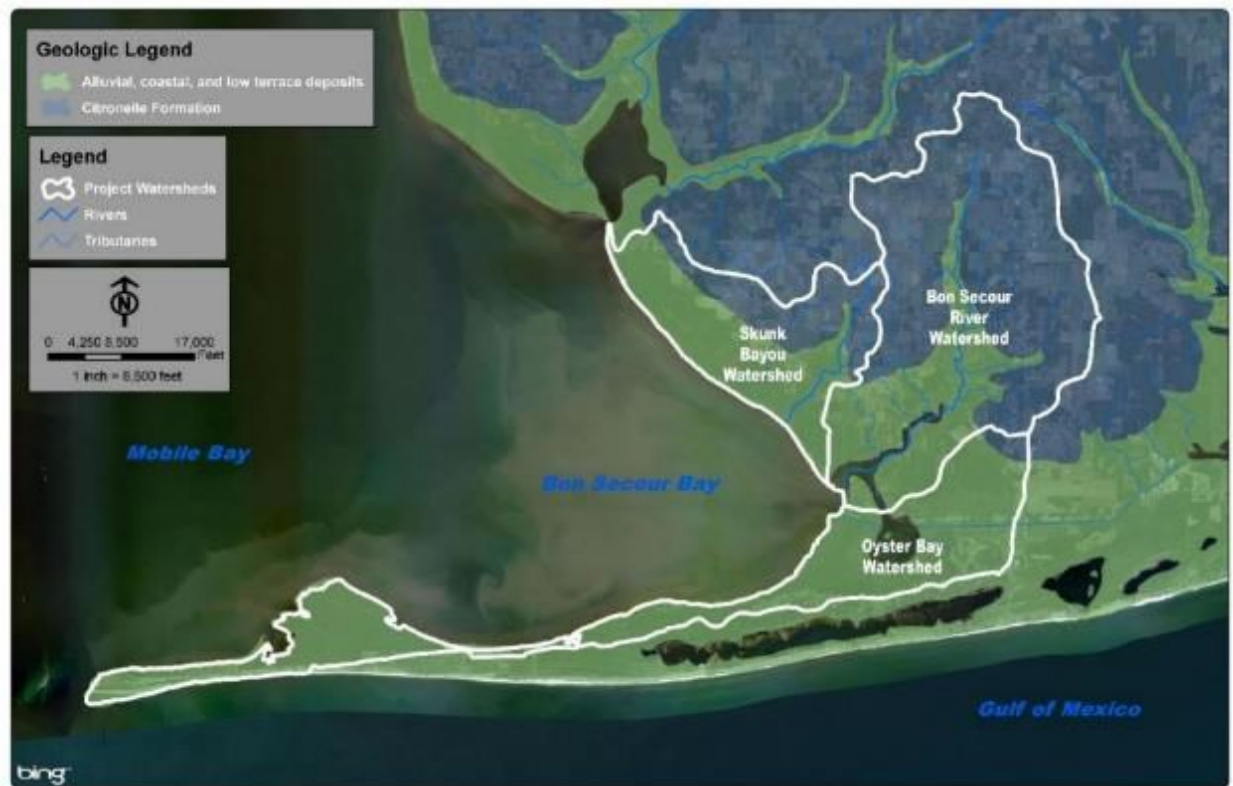 Geologic Legend
Alluvial, coastal, and low terrace deposits
Citronelle Formation
Legend
Project Watersheds
Rivers
Tributaries
N
0 4,250 8,500 17,000
Feet
1 inch = 8,500 feet
Bon Secour
River
Watershed
Skunk
Bayou
Watershed
Mobile Bay
Bon Secour Bay
Oyster Bay
Watershed
Gulf of Mexico
bing